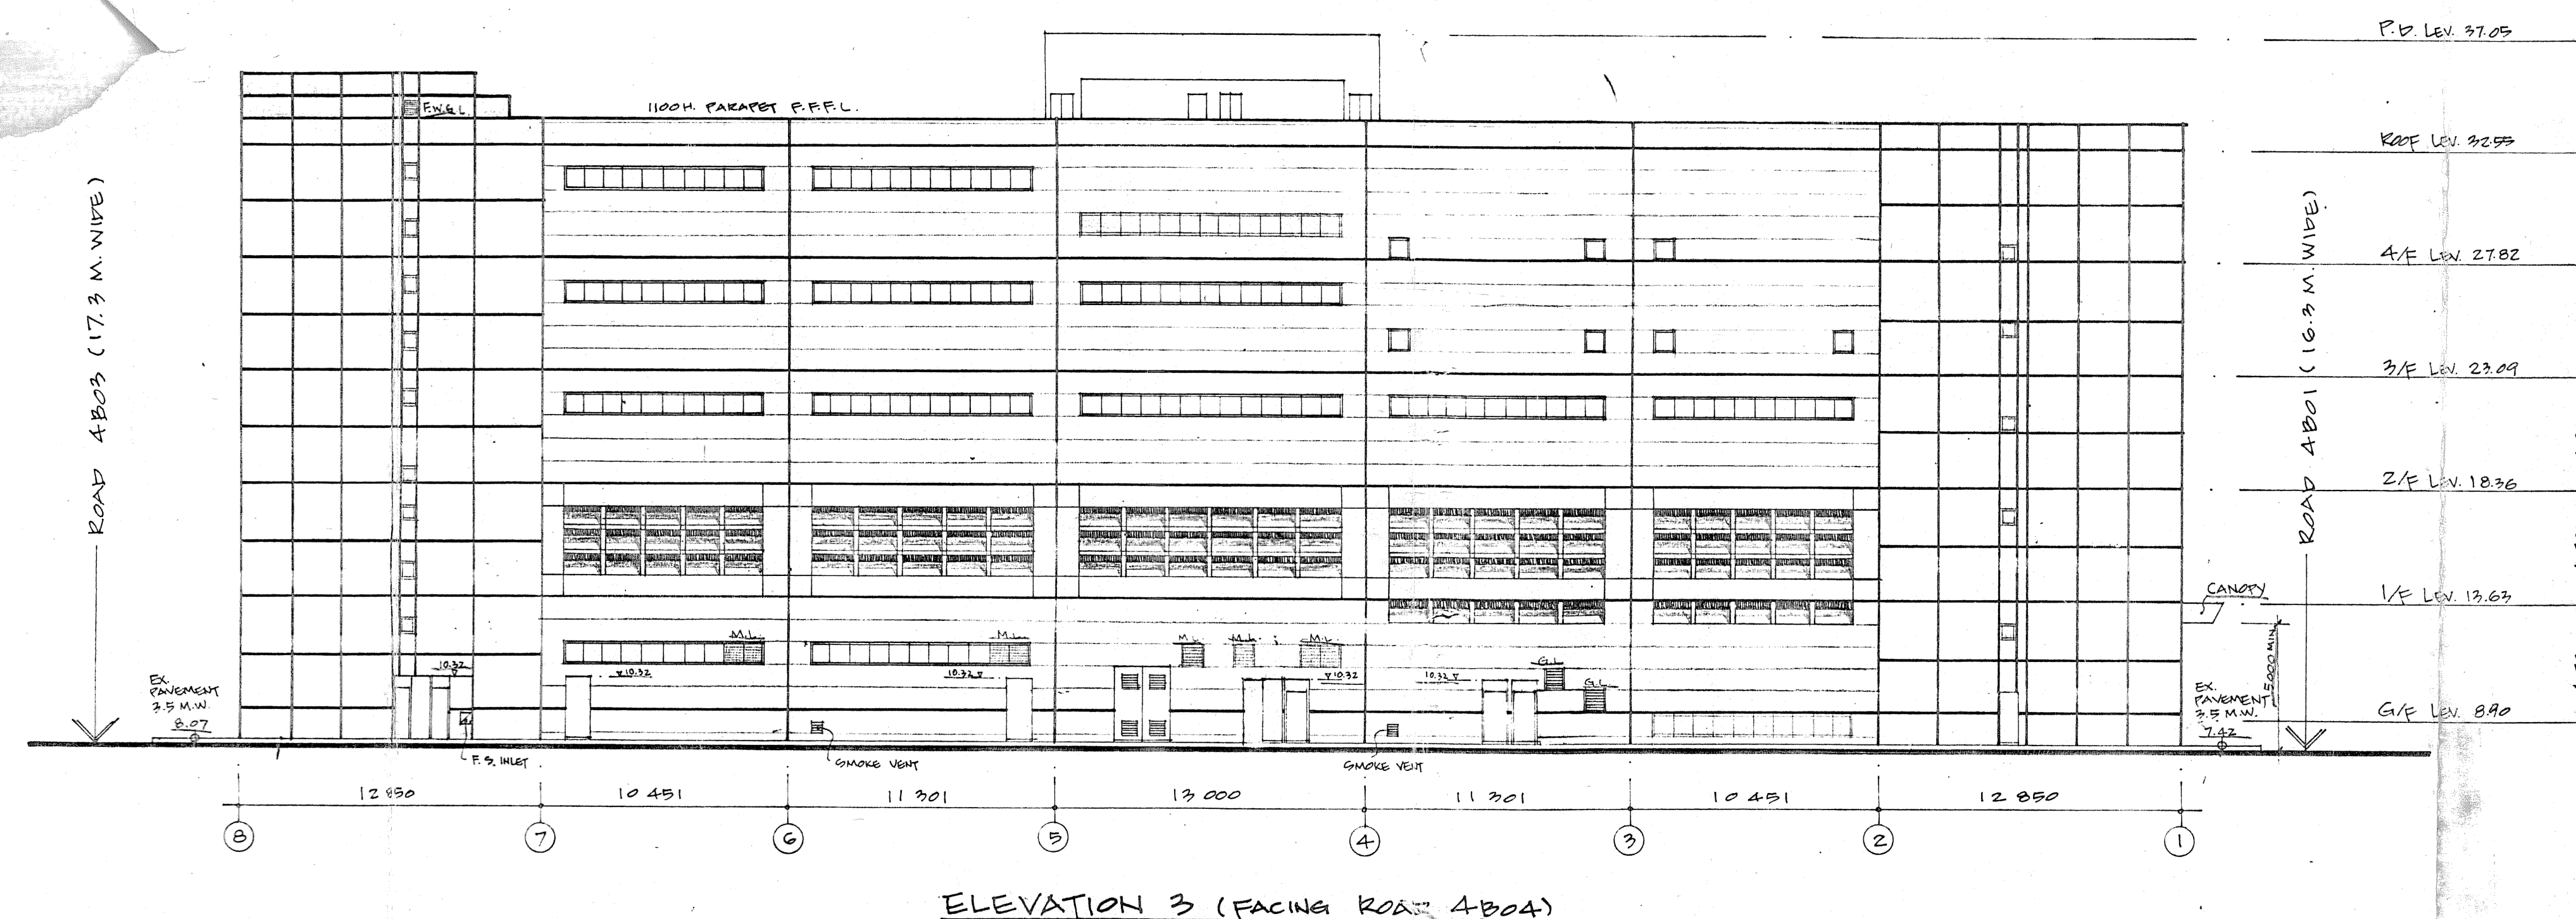 P.D. LEV. 37.05
F.W.G.L.
1100H. PARAPET F.F.F.L.
ROOF LEV. 32.55
4/F LEV. 27.82
3/F LEV. 23.09
2/F LEV. 18.36
1/F LEV. 13.63
G/F LEV. 8.90
ROAD 4B03 (17.3 M. WIDE)
ROAD 4B01 (16.3 M. WIDE)
CANOPY
5000 MIN.
M.L.
M.L.
M.L.
M.L.
M.L.
G.L.
G.L.
10.32
10.32
10.32
10.32
10.32
EX.
PAVEMENT
3.5 M.W.
8.07
EX.
PAVEMENT
3.5 M.W.
7.42
F.S. INLET
SMOKE VENT
SMOKE VENT
12 850
10 451
11 301
13 000
11 301
10 451
12 850
8
7
6
5
4
3
2
1
ELEVATION 3 (FACING ROAD 4B04)